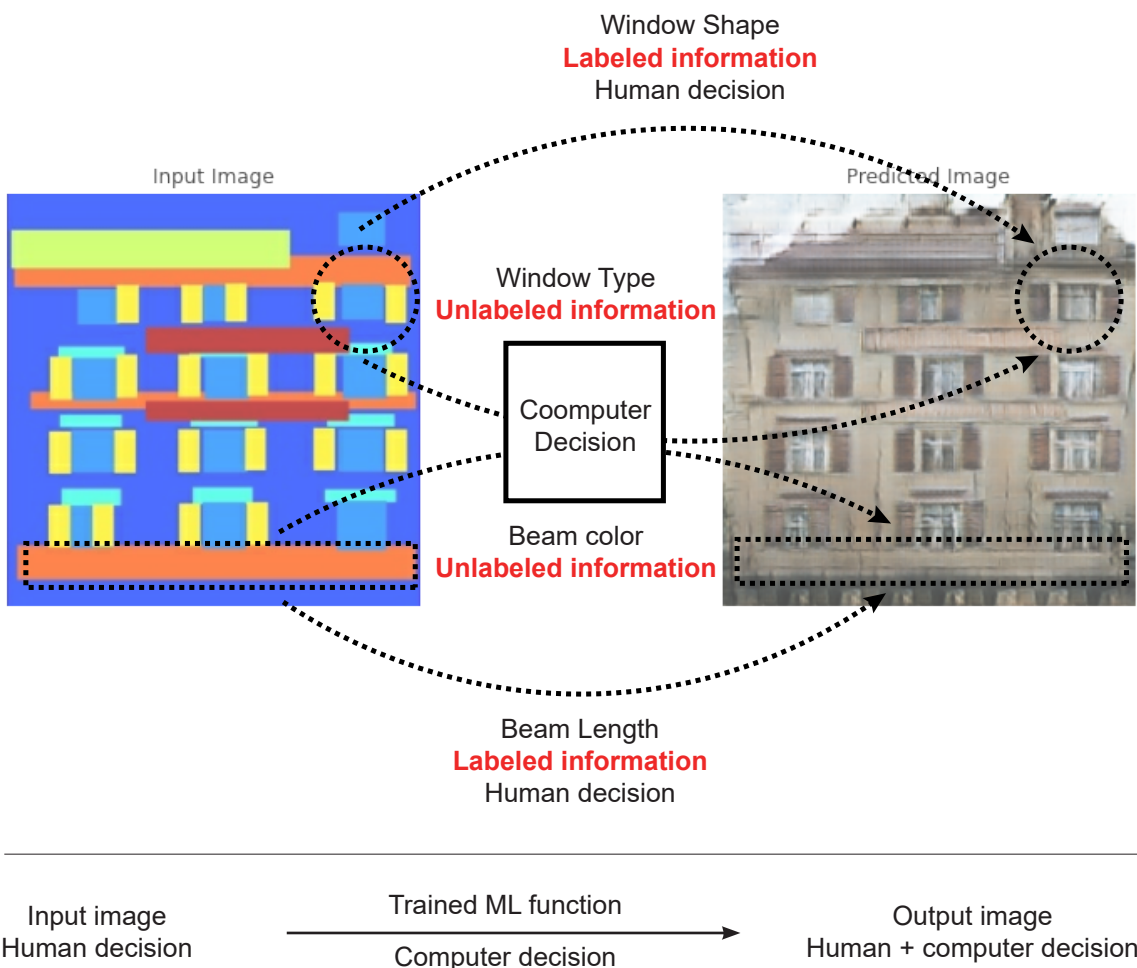 Window Shape
Labeled information
Human decision
Input Image
Predicted Image
Window Type
Unlabeled information
Coomputer
Decision
Beam color
Unlabeled information
Beam Length
Labeled information
Human decision
Input image
Human decision
Trained ML function
Computer decision
Output image
Human + computer decision